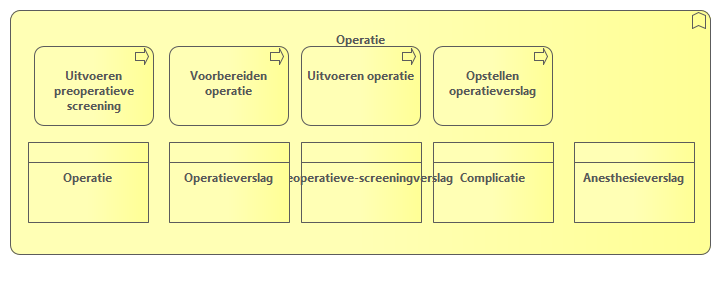 Operatie
Uitvoeren
preoperatieve
screening
Voorbereiden
operatie
Uitvoeren operatie
Opstellen
operatieverslag
Operatie
Operatieverslag
eoperatieve-screeningverslag
Complicatie
Anesthesieverslag